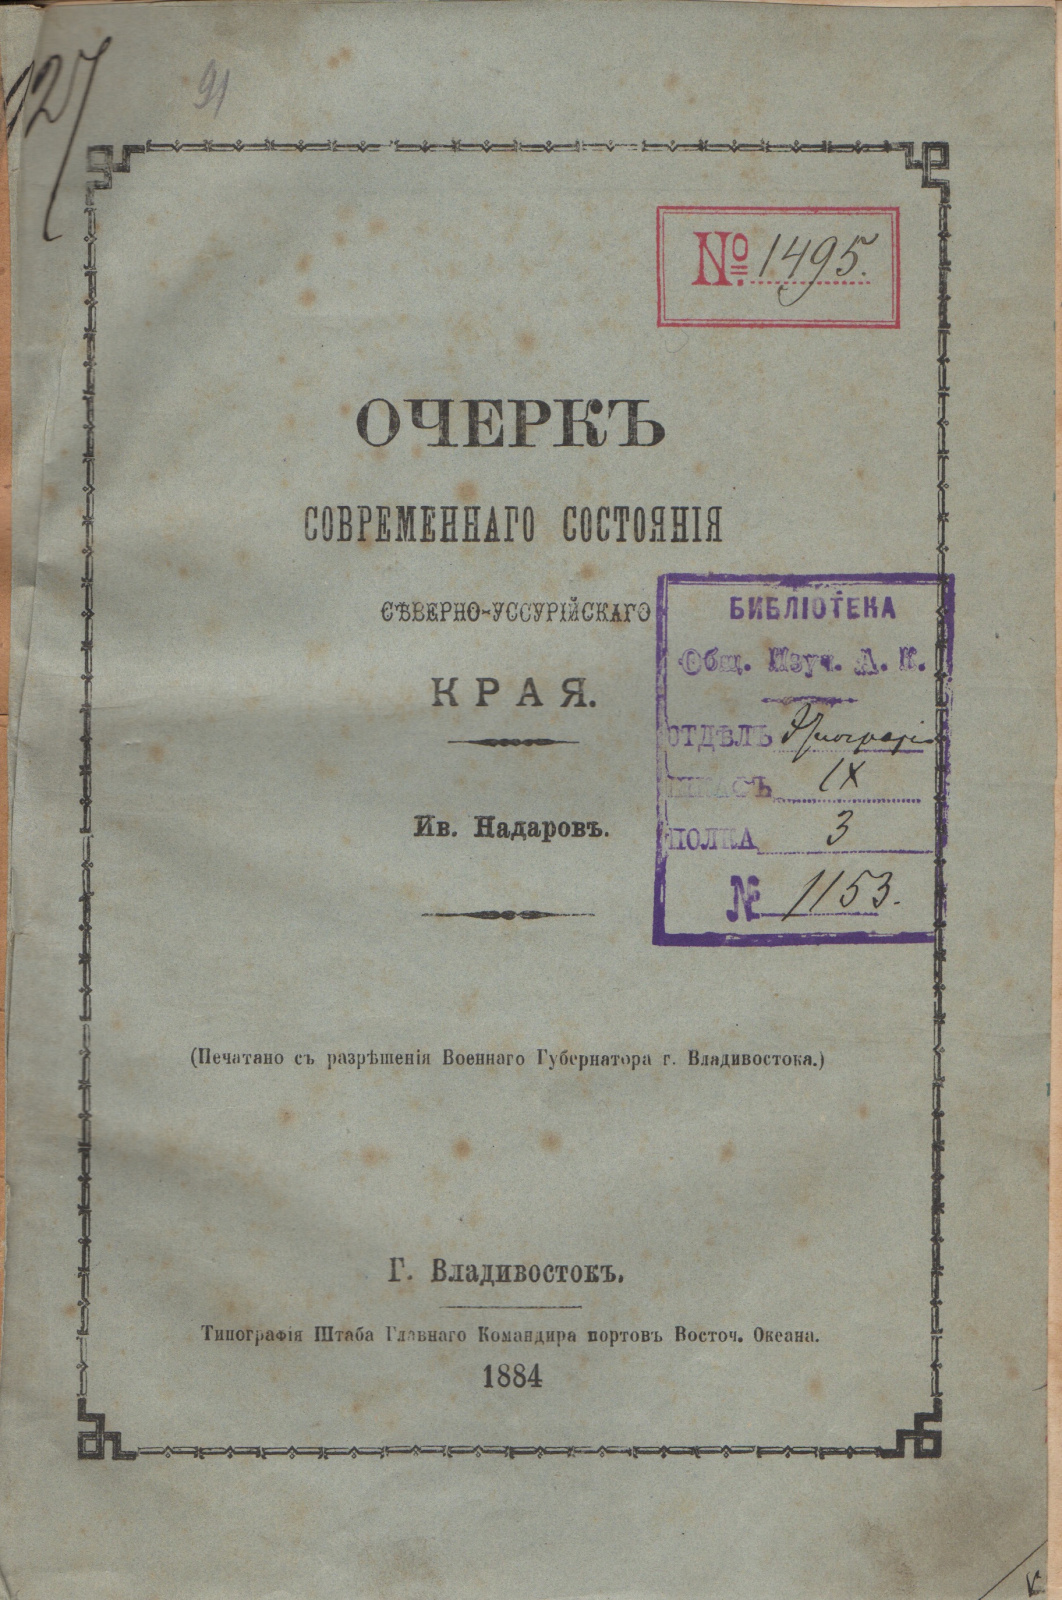 127
91
№ 1495.
ОЧЕРКЪ
СОВРЕМЕННАГО СОСТОЯНІЯ
СѢВЕРНО-УССУРІЙСКАГО
КРАЯ.
Ив. Надаровъ.
БИБЛІОТЕКА
Общ. Изуч. А. К.
ОТДѢЛЪ
ШКАФЪ IX
ПОЛКА 3
№ 1153.
(Печатано съ разрѣшенія Военнаго Губернатора г. Владивостока.)
Г. Владивостокъ.
Типографія Штаба Главнаго Командира портовъ Восточ. Океана.
1884